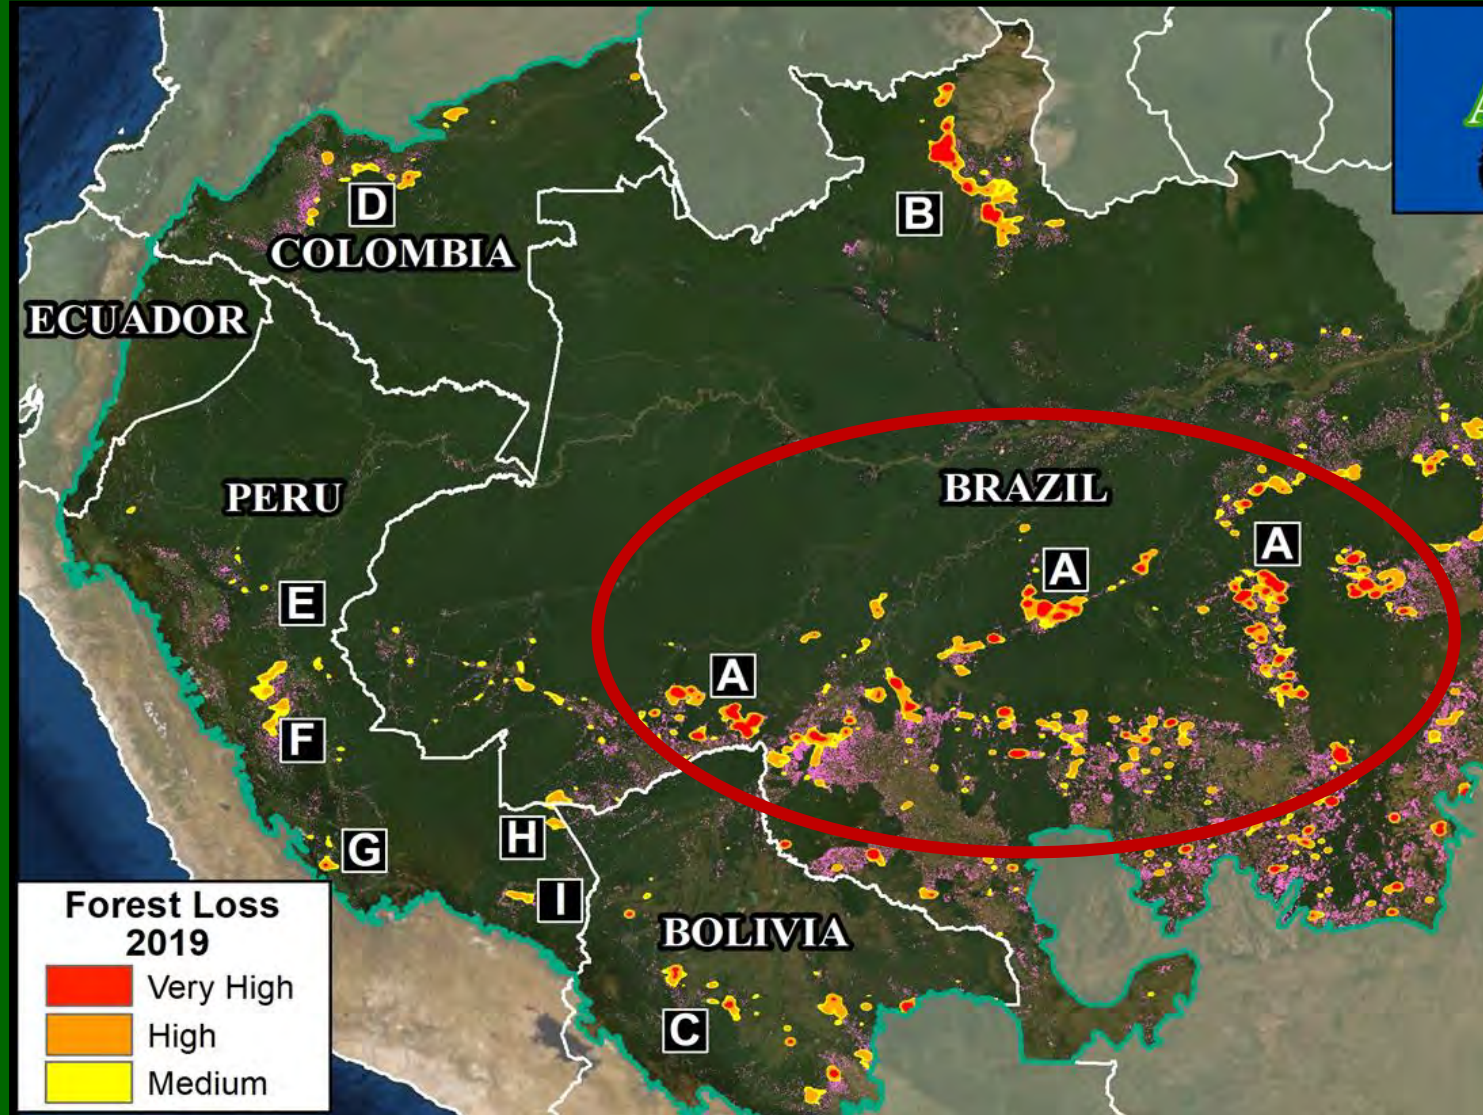 A
D
B
COLOMBIA
ECUADOR
PERU
BRAZIL
A
A
E
A
F
H
G
I
BOLIVIA
C
Forest Loss
2019
Very High
High
Medium